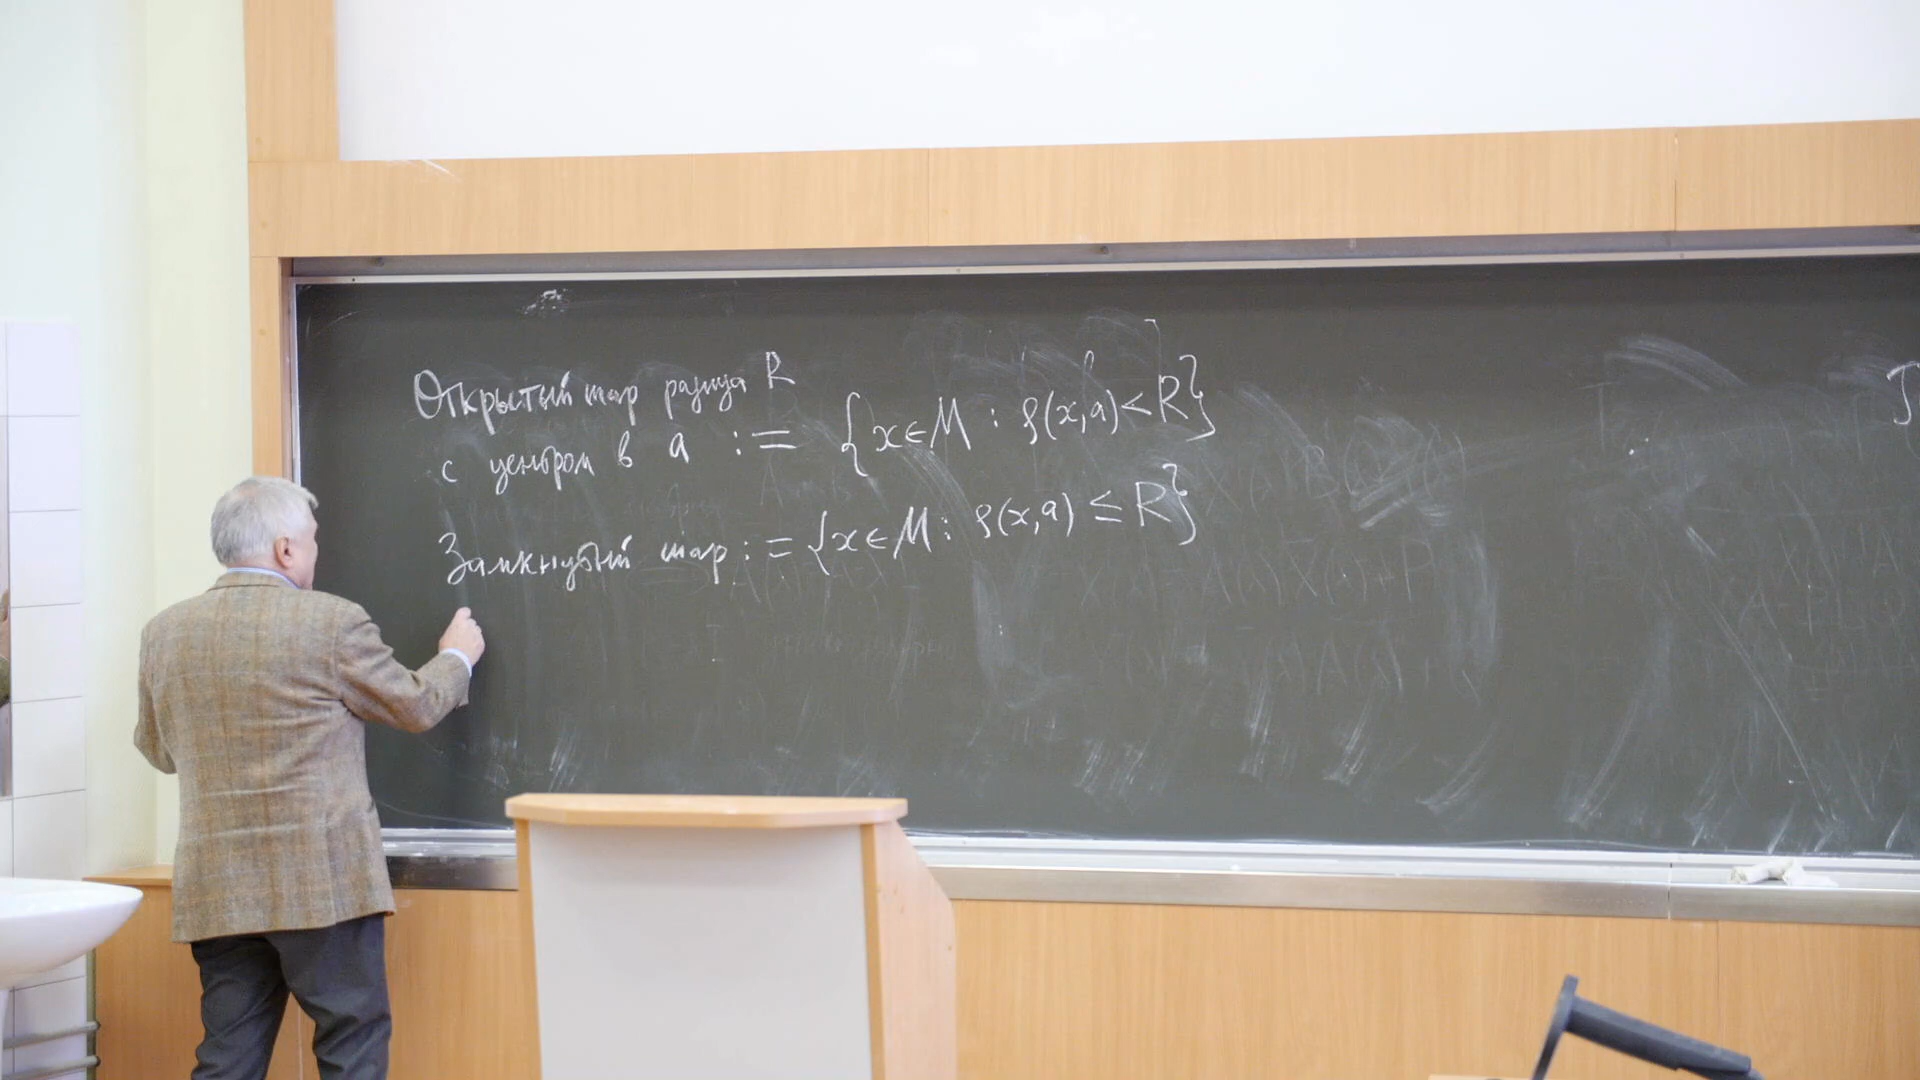 Открытый шар радиуса R
с центром в a := {x∈M : ρ(x,a)<R}
Замкнутый шар := {x∈M : ρ(x,a) ≤ R}